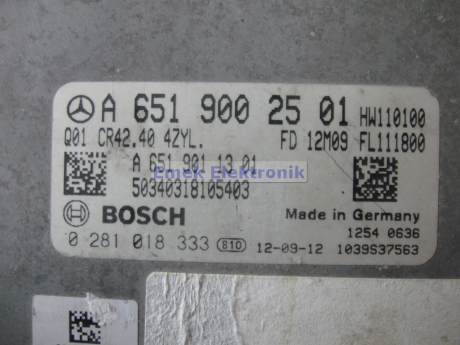 A 651 900 25 01 HW110100
Q01 CR42.40 4ZYL. FD 12M09 FL111800
A 651 901 13 01
Emek Elektronik
50340318105403
BOSCH Made in Germany
1254 0636
0 281 018 333 810 12-09-12 1039S37563